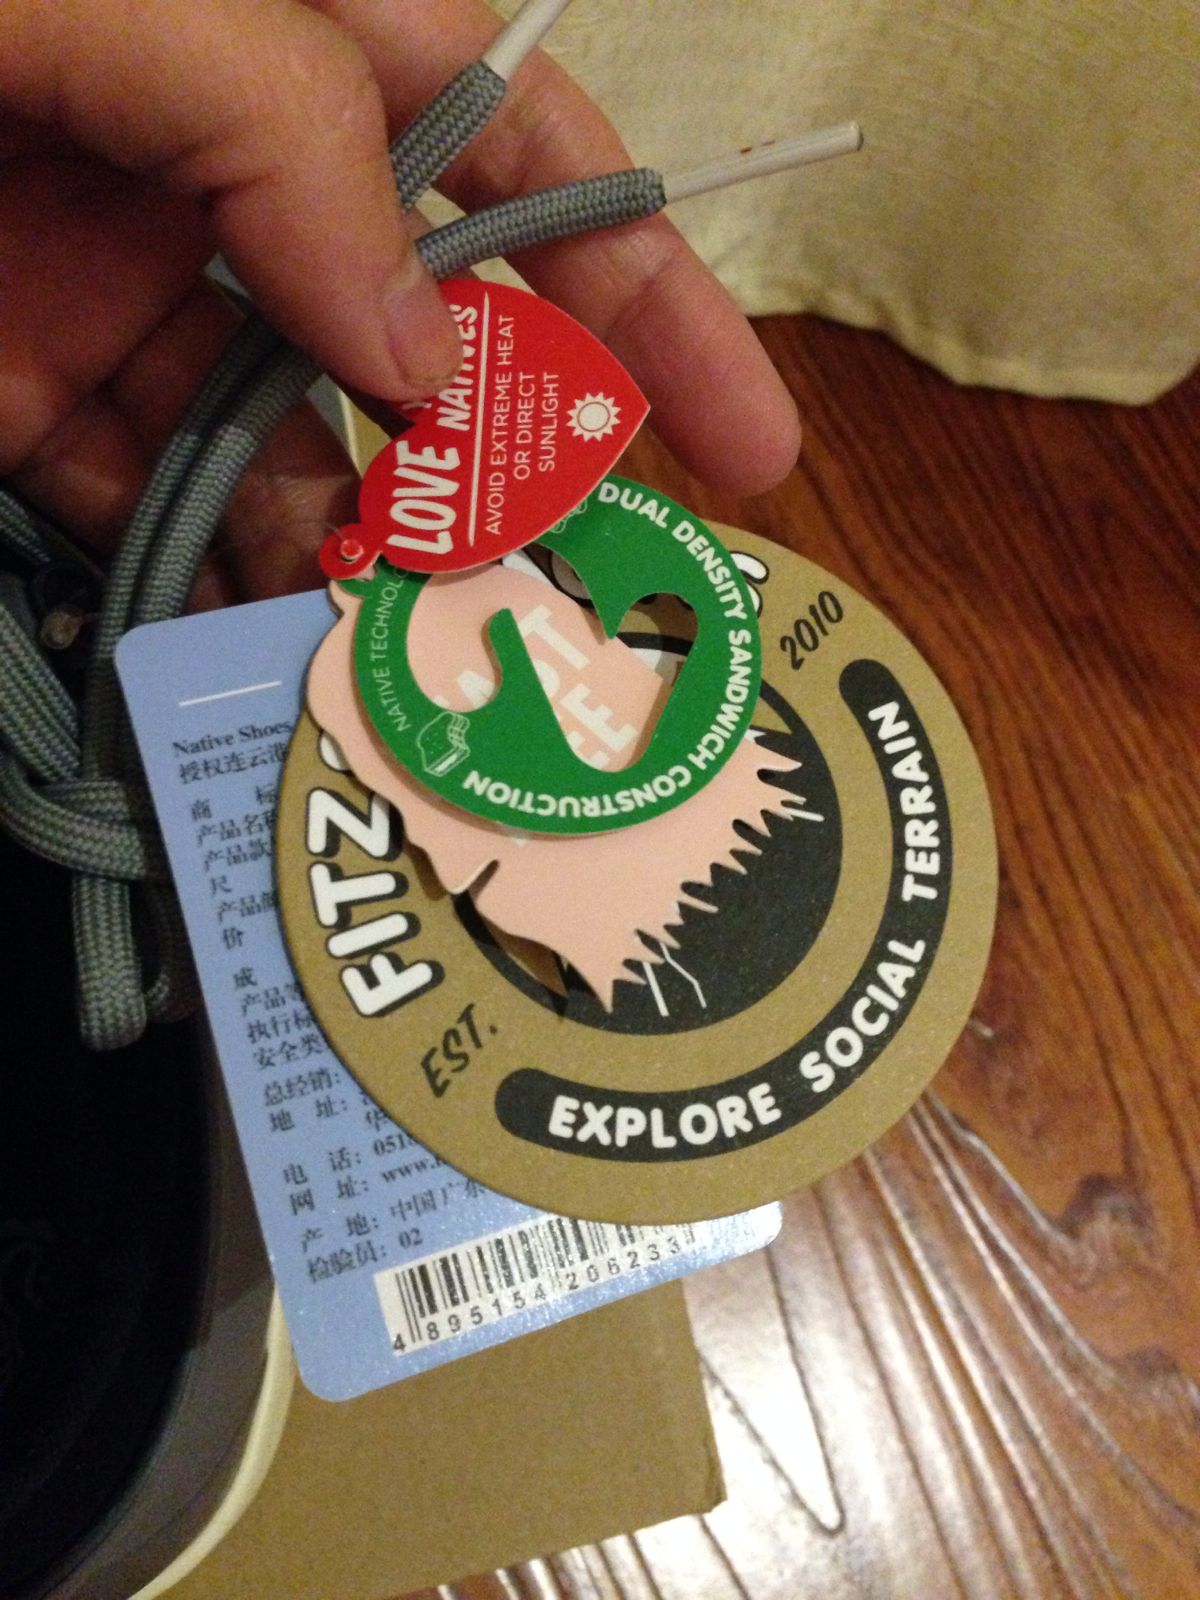 LOVE
NATIVES
AVOID EXTREME HEAT
OR DIRECT
SUNLIGHT
DUAL DENSITY SANDWICH CONSTRUCTION
NATIVE
FITZ
EST.
2010
EXPLORE SOCIAL TERRAIN
Native Shoes
授权连云港
商 标
产品名称
产品款
尺
产品
价
成
产品等
执行标
安全类
总经销:
地 址:
电 话: 0518
网 址: www.
产 地: 中国广东
检验员: 02
4 895154 206233